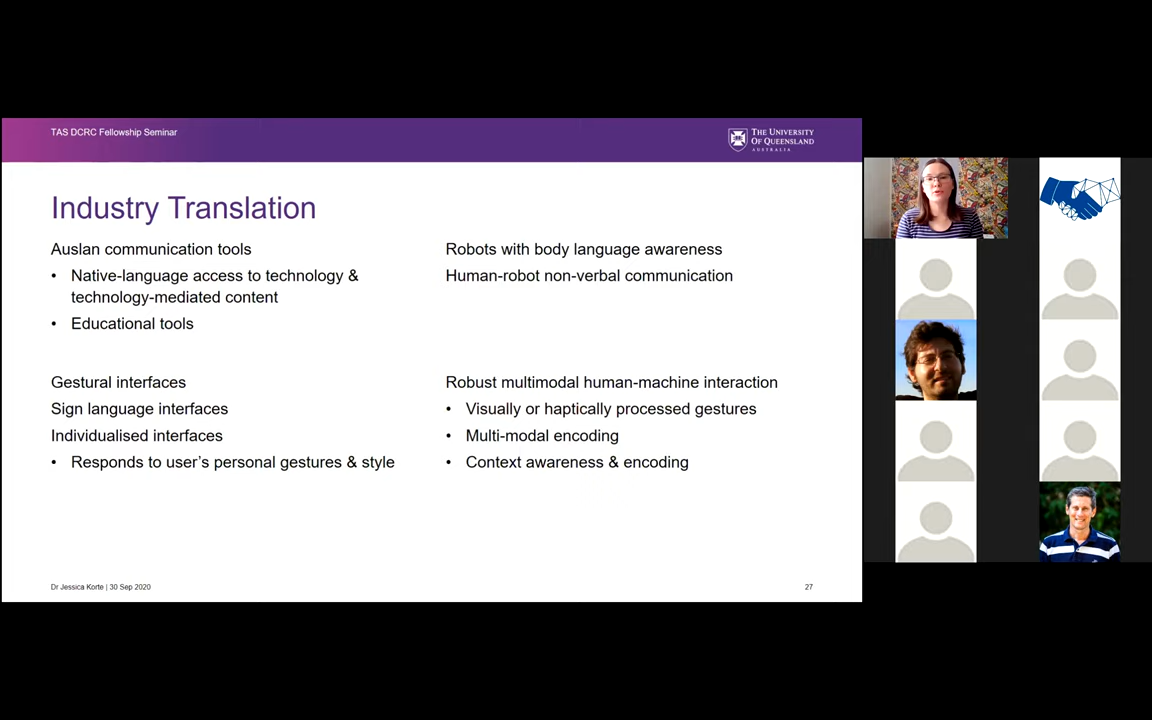 TAS DCRC Fellowship Seminar
THE UNIVERSITY
OF QUEENSLAND
AUSTRALIA
Industry Translation
Auslan communication tools
• Native-language access to technology &
technology-mediated content
• Educational tools
Robots with body language awareness
Human-robot non-verbal communication
Gestural interfaces
Sign language interfaces
Individualised interfaces
• Responds to user's personal gestures & style
Robust multimodal human-machine interaction
• Visually or haptically processed gestures
• Multi-modal encoding
• Context awareness & encoding
Dr Jessica Korte | 30 Sep 2020
27